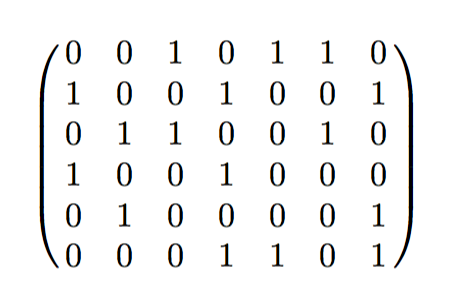 0 0 1 0 1 1 0
1 0 0 1 0 0 1
0 1 1 0 0 1 0
1 0 0 1 0 0 0
0 1 0 0 0 0 1
0 0 0 1 1 0 1